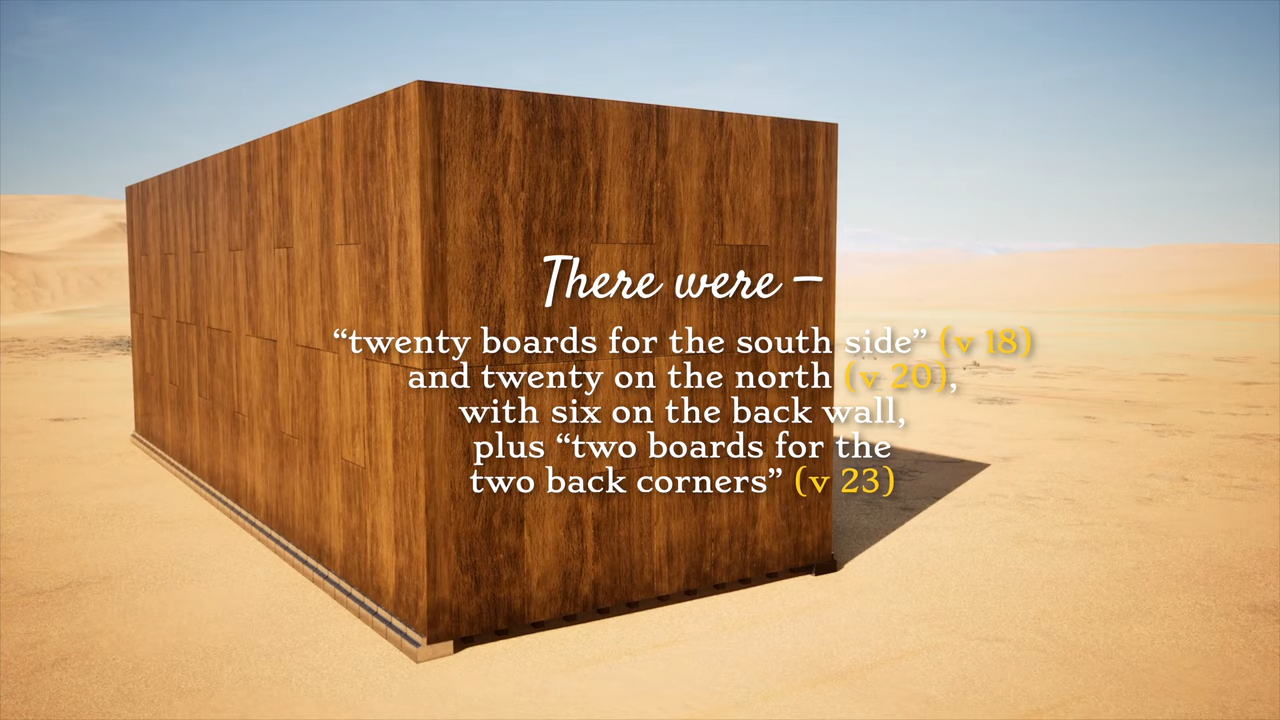 There were –
“twenty boards for the south side” (v 18)
and twenty on the north (v 20),
with six on the back wall,
plus “two boards for the
two back corners” (v 23)